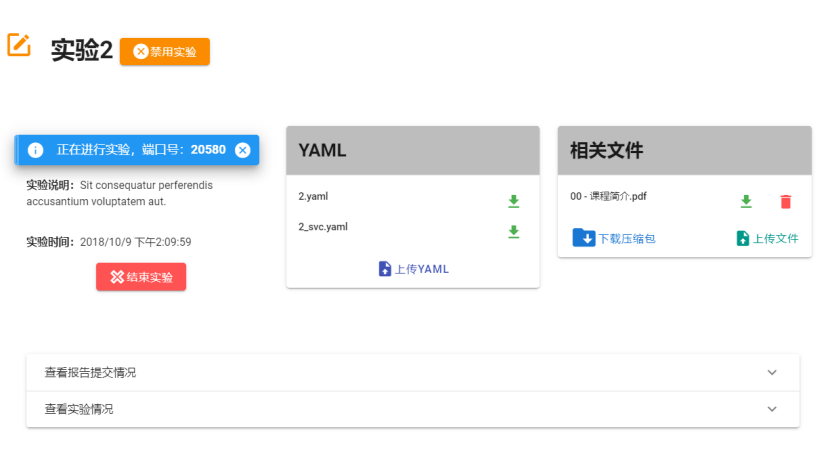 实验2 禁用实验
正在进行实验，端口号：20580
实验说明：Sit consequatur perferendis
accusantium voluptatem aut.
实验时间：2018/10/9 下午2:09:59
结束实验
YAML
2.yaml
2_svc.yaml
上传YAML
相关文件
00 - 课程简介.pdf
下载压缩包 上传文件
查看报告提交情况
查看实验情况